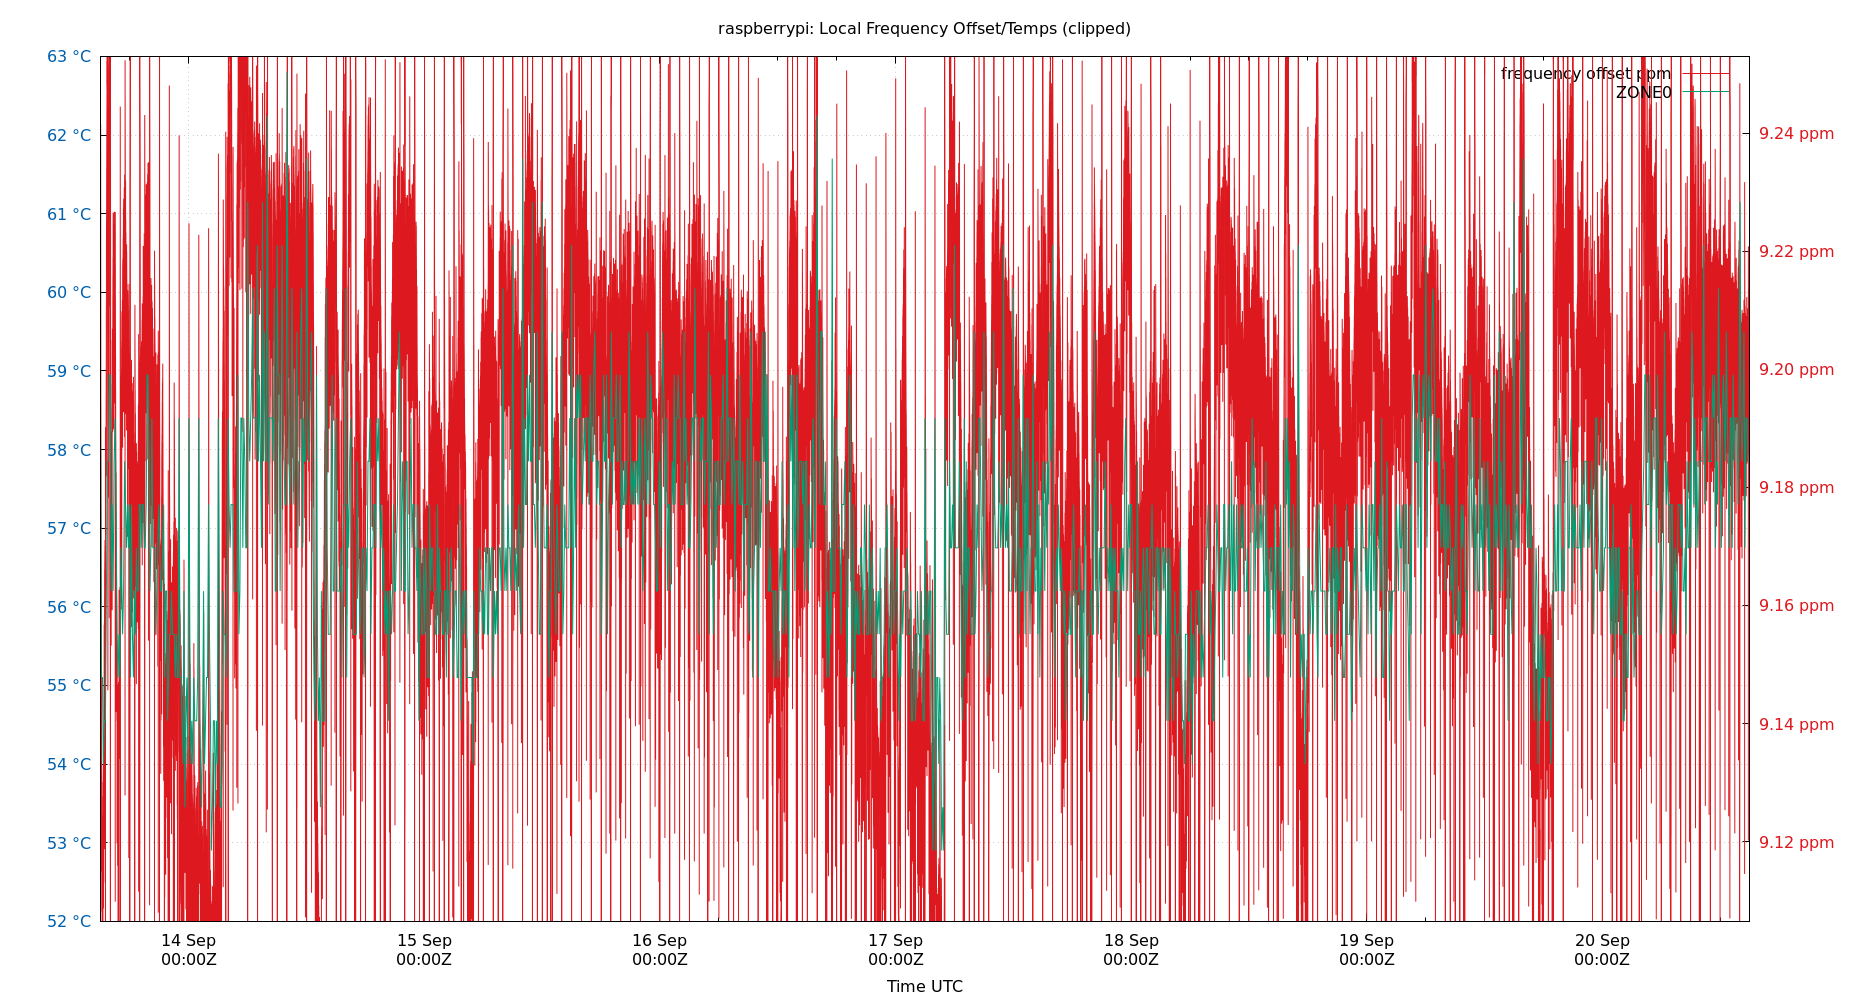 raspberrypi: Local Frequency Offset/Temps (clipped)
63 °C
62 °C
61 °C
60 °C
59 °C
58 °C
57 °C
56 °C
55 °C
54 °C
53 °C
52 °C
frequency offset ppm
ZONE0
9.24 ppm
9.22 ppm
9.20 ppm
9.18 ppm
9.16 ppm
9.14 ppm
9.12 ppm
14 Sep 15 Sep 16 Sep 17 Sep 18 Sep 19 Sep 20 Sep
00:00Z 00:00Z 00:00Z 00:00Z 00:00Z 00:00Z 00:00Z
Time UTC